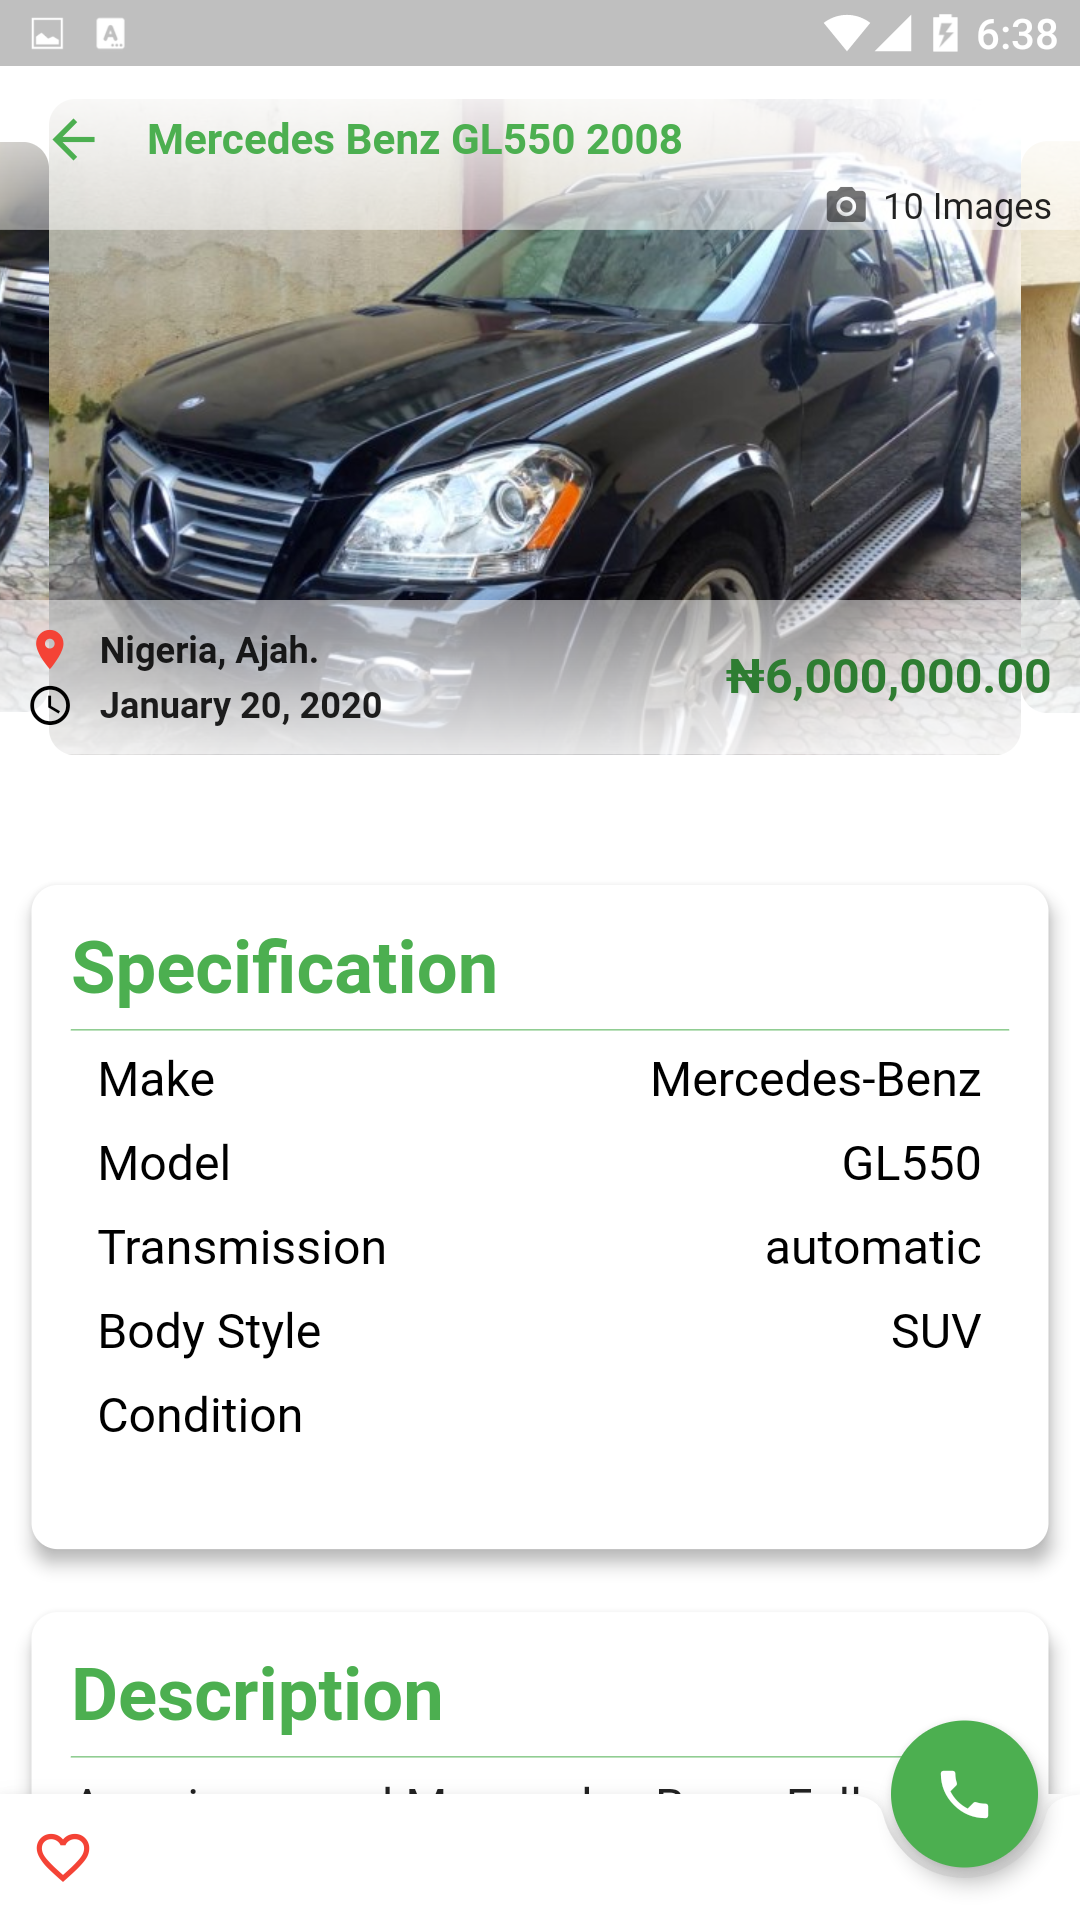 6:38
Mercedes Benz GL550 2008
10 Images
Nigeria, Ajah.
January 20, 2020
₦6,000,000.00
Specification
Make Mercedes-Benz
Model GL550
Transmission automatic
Body Style SUV
Condition
Description